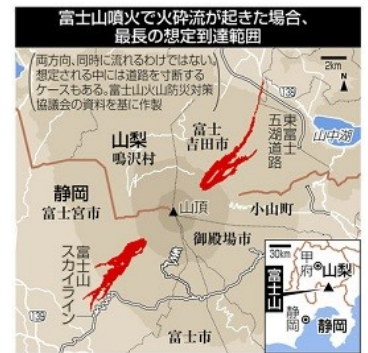 富士山噴火で火砕流が起きた場合、
最長の想定到達範囲
両方向、同時に流れるわけではない。
想定される中には道路を寸断する
ケースもある。富士山火山防災対策
協議会の資料を基に作製
2km
N
139
東富士
五湖道路
山中湖
富士
吉田市
山梨
鳴沢村
静岡
富士宮市
山頂
小山町
御殿場市
富士山
スカイライン
139
富士市
30km
甲府
山梨
富士山
静岡
静岡